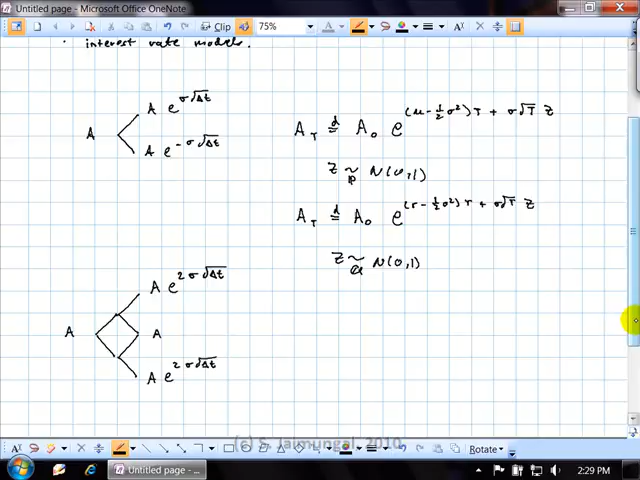 Untitled page - Microsoft Office OneNote
Clip
75%
interest rate models.
A e^{σ√Δt}
A
A e^{-σ√Δt}
A_T =^d A_0 e^{(μ - ½σ²)T + σ√T Z}
Z ~_P N(0,1)
A_T =^d A_0 e^{(r - ½σ²)T + σ√T Z}
Z ~_Q N(0,1)
A e^{2σ√Δt}
A
A
A e^{2σ√Δt}
(c) S. Jaimungal, 2010
Rotate
Untitled page - ...
2:29 PM